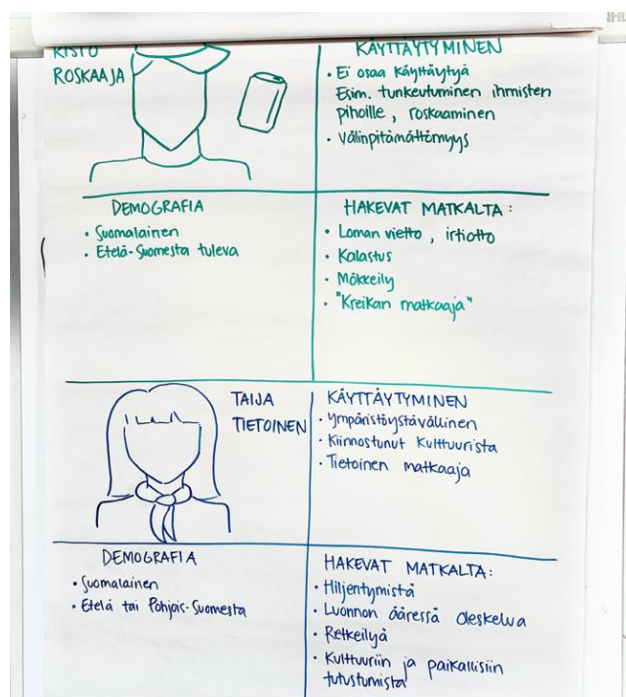 RISTO
ROSKAAJA
KÄYTTÄYTYMINEN
• Ei osaa käyttäytyä
Esim. tunkeutuminen ihmisten
pihoille, roskaaminen
• Välinpitämättömyys
DEMOGRAFIA
• Suomalainen
• Etelä-Suomesta tuleva
HAKEVAT MATKALTA:
• Loman vietto, irtiotto
• Kalastus
• Mökkeily
• "Kreikan matkaaja"
TAIJA
TIETOINEN
KÄYTTÄYTYMINEN
• Ympäristöystävällinen
• Kiinnostunut kulttuurista
• Tietoinen matkaaja
DEMOGRAFIA
• Suomalainen
• Etelä tai Pohjois-Suomesta
HAKEVAT MATKALTA:
• Hiljentymistä
• Luonnon ääressä oleskelua
• Retkeilyä
• Kulttuuriin ja paikallisiin
tutustumista